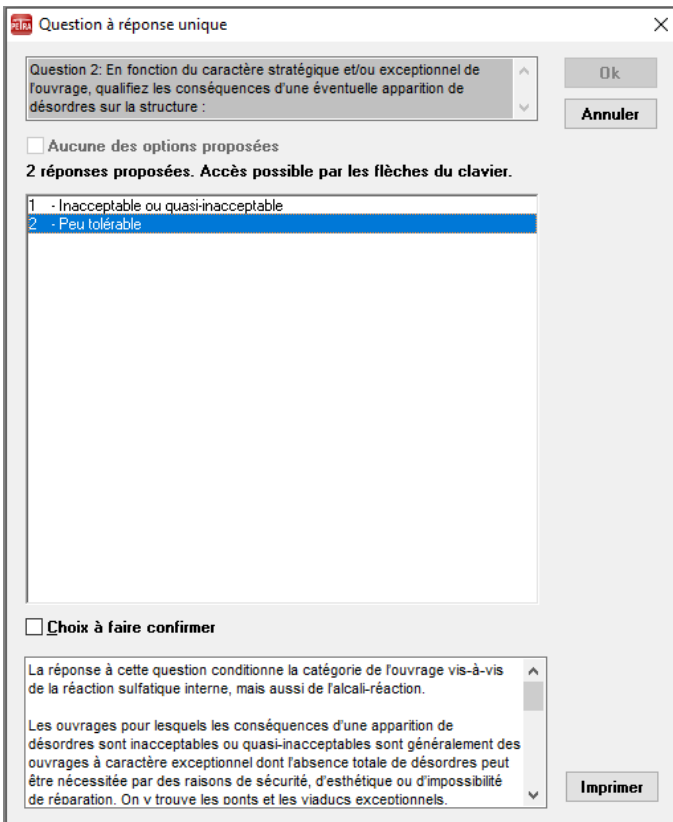 PETRA Question à réponse unique
Question 2: En fonction du caractère stratégique et/ou exceptionnel de
l'ouvrage, qualifiez les conséquences d'une éventuelle apparition de
désordres sur la structure :
Ok
Annuler
Aucune des options proposées
2 réponses proposées. Accès possible par les flèches du clavier.
1 - Inacceptable ou quasi-inacceptable
2 - Peu tolérable
Choix à faire confirmer
La réponse à cette question conditionne la catégorie de l'ouvrage vis-à-vis
de la réaction sulfatique interne, mais aussi de l'alcali-réaction.
Les ouvrages pour lesquels les conséquences d'une apparition de
désordres sont inacceptables ou quasi-inacceptables sont généralement des
ouvrages à caractère exceptionnel dont l'absence totale de désordres peut
être nécessitée par des raisons de sécurité, d'esthétique ou d'impossibilité
de réparation. On y trouve les ponts et les viaducs exceptionnels.
Imprimer